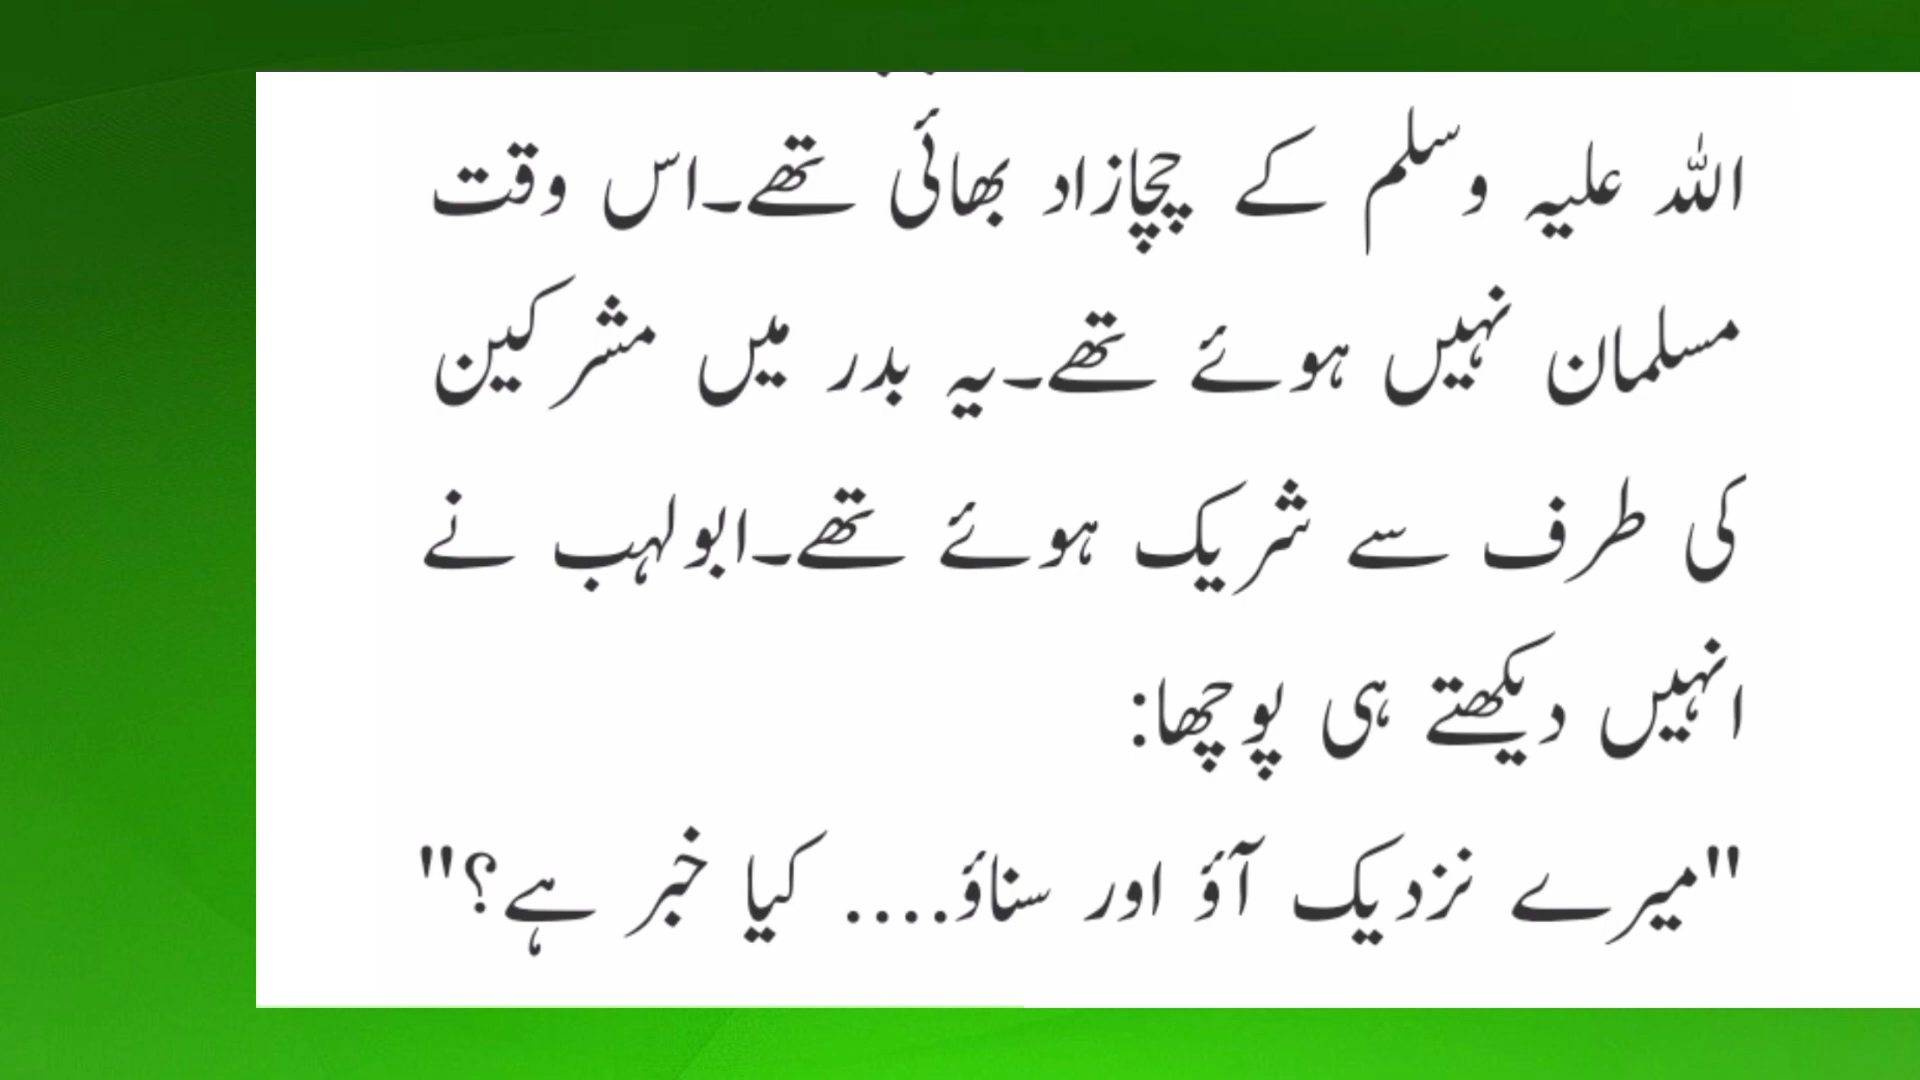 اللہ علیہ وسلم کے چچازاد بھائی تھے۔اس وقت
مسلمان نہیں ہوئے تھے۔یہ بدر میں مشرکین
کی طرف سے شریک ہوئے تھے۔ابولہب نے
انہیں دیکھتے ہی پوچھا:
"میرے نزدیک آؤ اور سناؤ.... کیا خبر ہے؟"